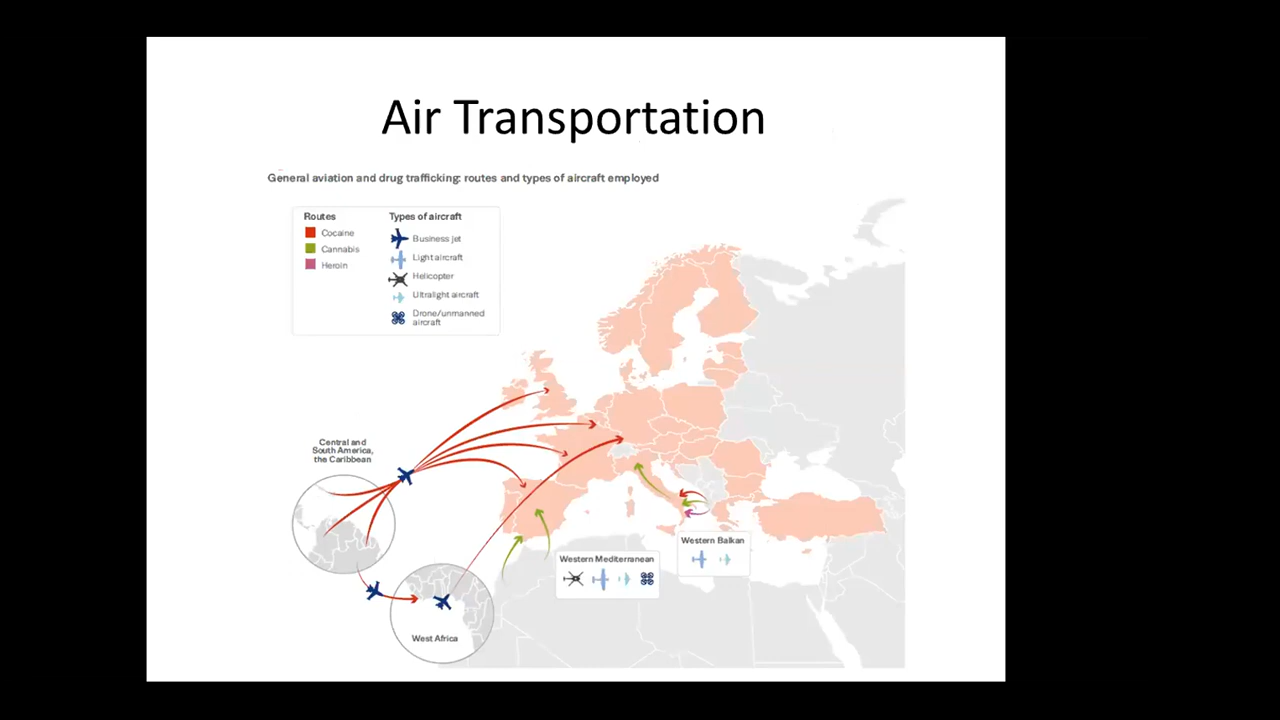 Air Transportation
General aviation and drug trafficking: routes and types of aircraft employed
Routes
Cocaine
Cannabis
Heroin
Types of aircraft
Business jet
Light aircraft
Helicopter
Ultralight aircraft
Drone/unmanned
aircraft
Central and
South America,
the Caribbean
West Africa
Western Mediterranean
Western Balkan